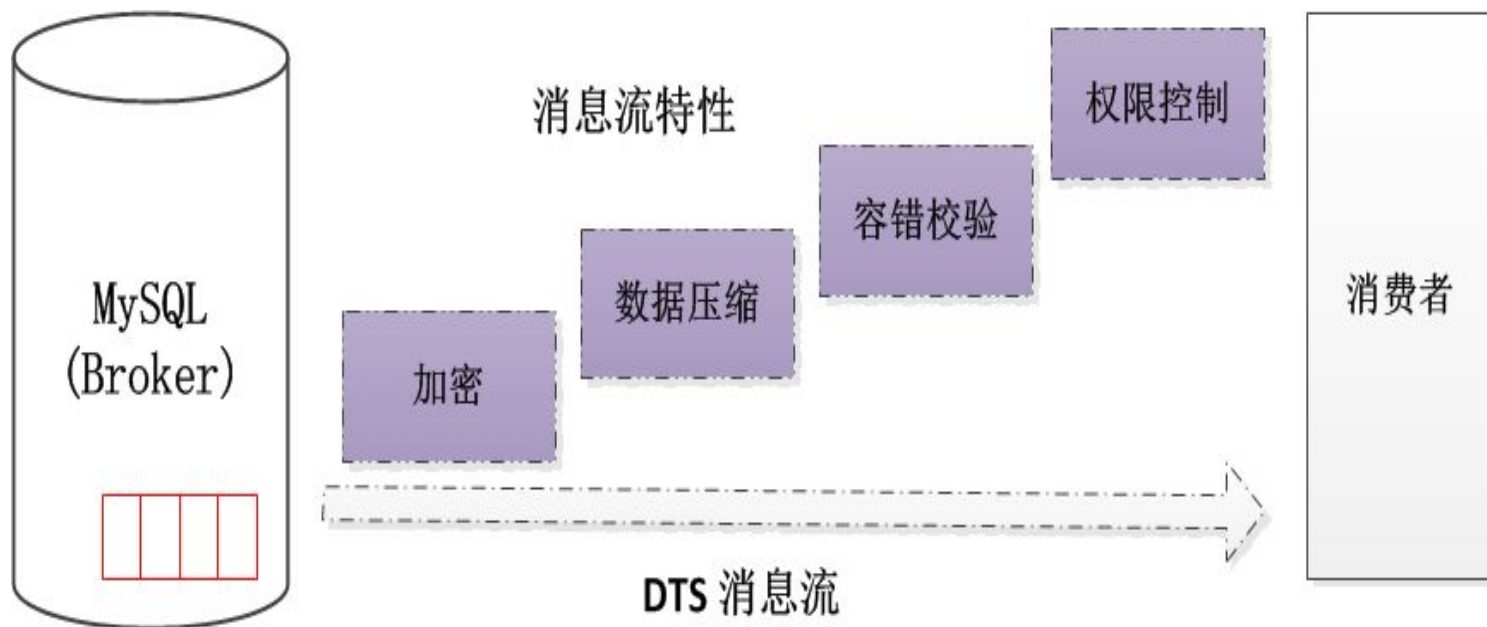 权限控制
消息流特性
容错校验
数据压缩
消费者
MySQL
(Broker)
加密
DTS 消息流